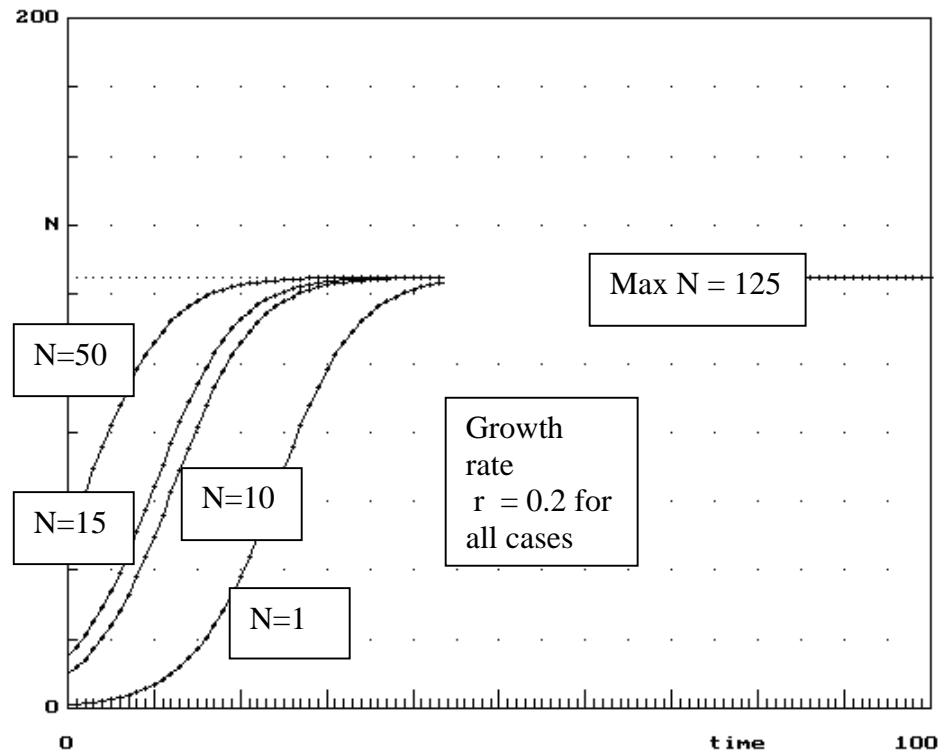 200
N
Max N = 125
N=50
Growth
rate
r = 0.2 for
all cases
N=10
N=15
N=1
0
0
time
100